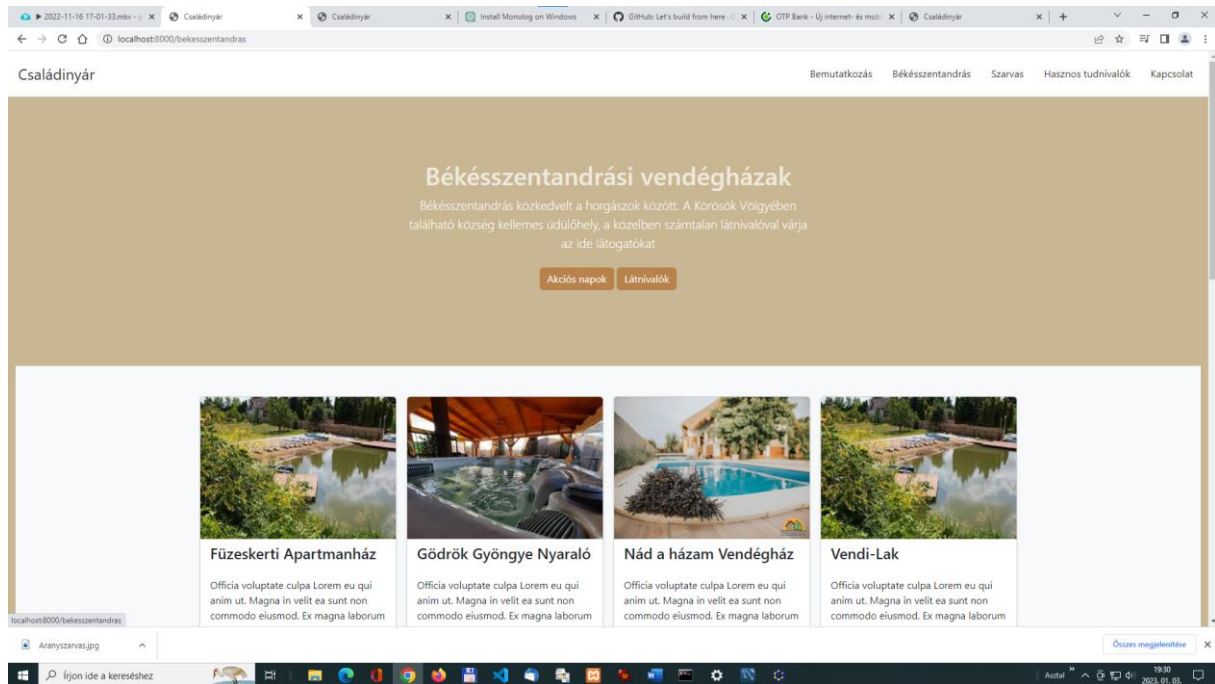 2022-11-16 17-01-33.mkv - p
Családinyár
Családinyár
Install Monolog on Windows
GitHub: Let's build from here · G
OTP Bank - Új internet- és mobi
Családinyár
localhost:8000/bekesszentandras
Családinyár
Bemutatkozás Békésszentandrás Szarvas Hasznos tudnivalók Kapcsolat
Békésszentandrási vendégházak
Békésszentandrás közkedvelt a horgászok között. A Körösök Völgyében
található község kellemes üdülőhely, a közelben számtalan látnivalóval várja
az ide látogatókat
Akciós napok Látnivalók
Füzeskerti Apartmanház
Officia voluptate culpa Lorem eu qui
anim ut. Magna in velit ea sunt non
commodo eiusmod. Ex magna laborum
Gödrök Gyöngye Nyaraló
Officia voluptate culpa Lorem eu qui
anim ut. Magna in velit ea sunt non
commodo eiusmod. Ex magna laborum
Nád a házam Vendégház
Officia voluptate culpa Lorem eu qui
anim ut. Magna in velit ea sunt non
commodo eiusmod. Ex magna laborum
Vendi-Lak
Officia voluptate culpa Lorem eu qui
anim ut. Magna in velit ea sunt non
commodo eiusmod. Ex magna laborum
localhost:8000/bekesszentandras
Aranyszarvas.jpg
Összes megjelenítése
Írjon ide a kereséshez
Asztal
19:30
2023. 01. 03.